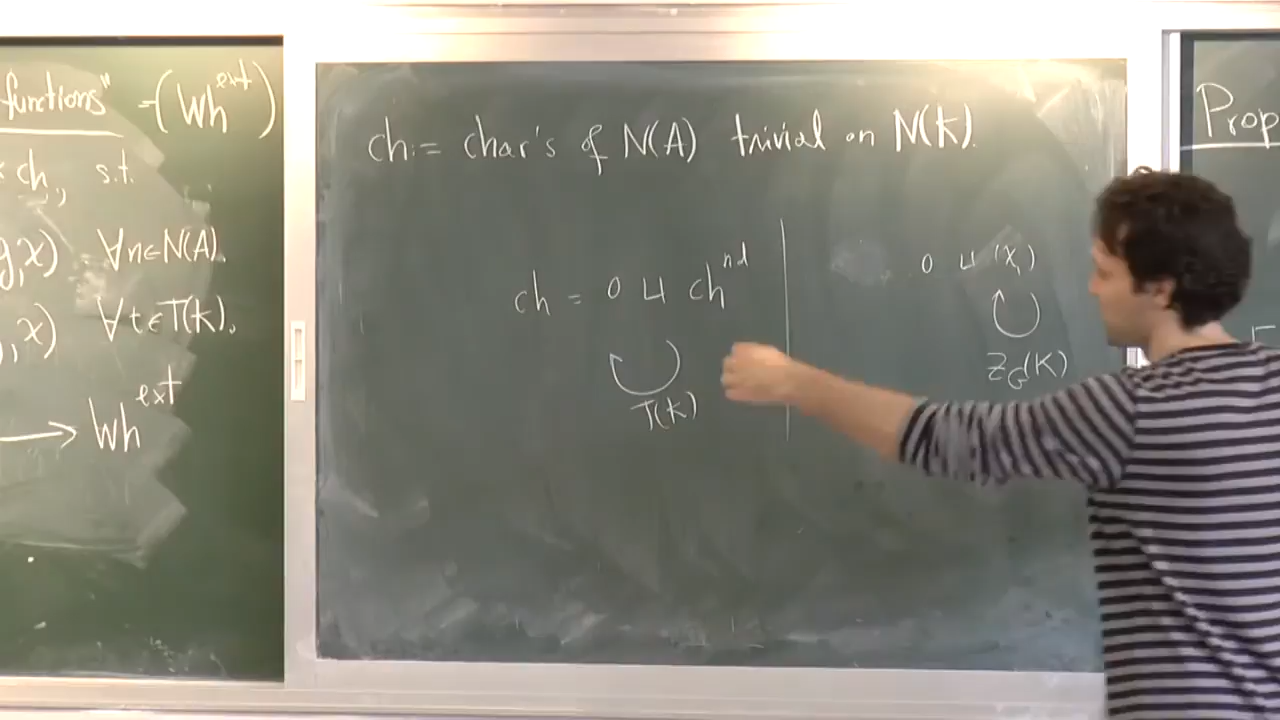 functions" -(Wh^ext)
× ch, s.t.
g,χ) ∀n∈N(A).
,χ) ∀t∈T(K).
→ Wh^ext
ch := char's of N(A) trivial on N(K).
ch = 0 ⊔ ch^nd
T(K)
0 ⊔ (χ,)
Z_G(K)
Prop